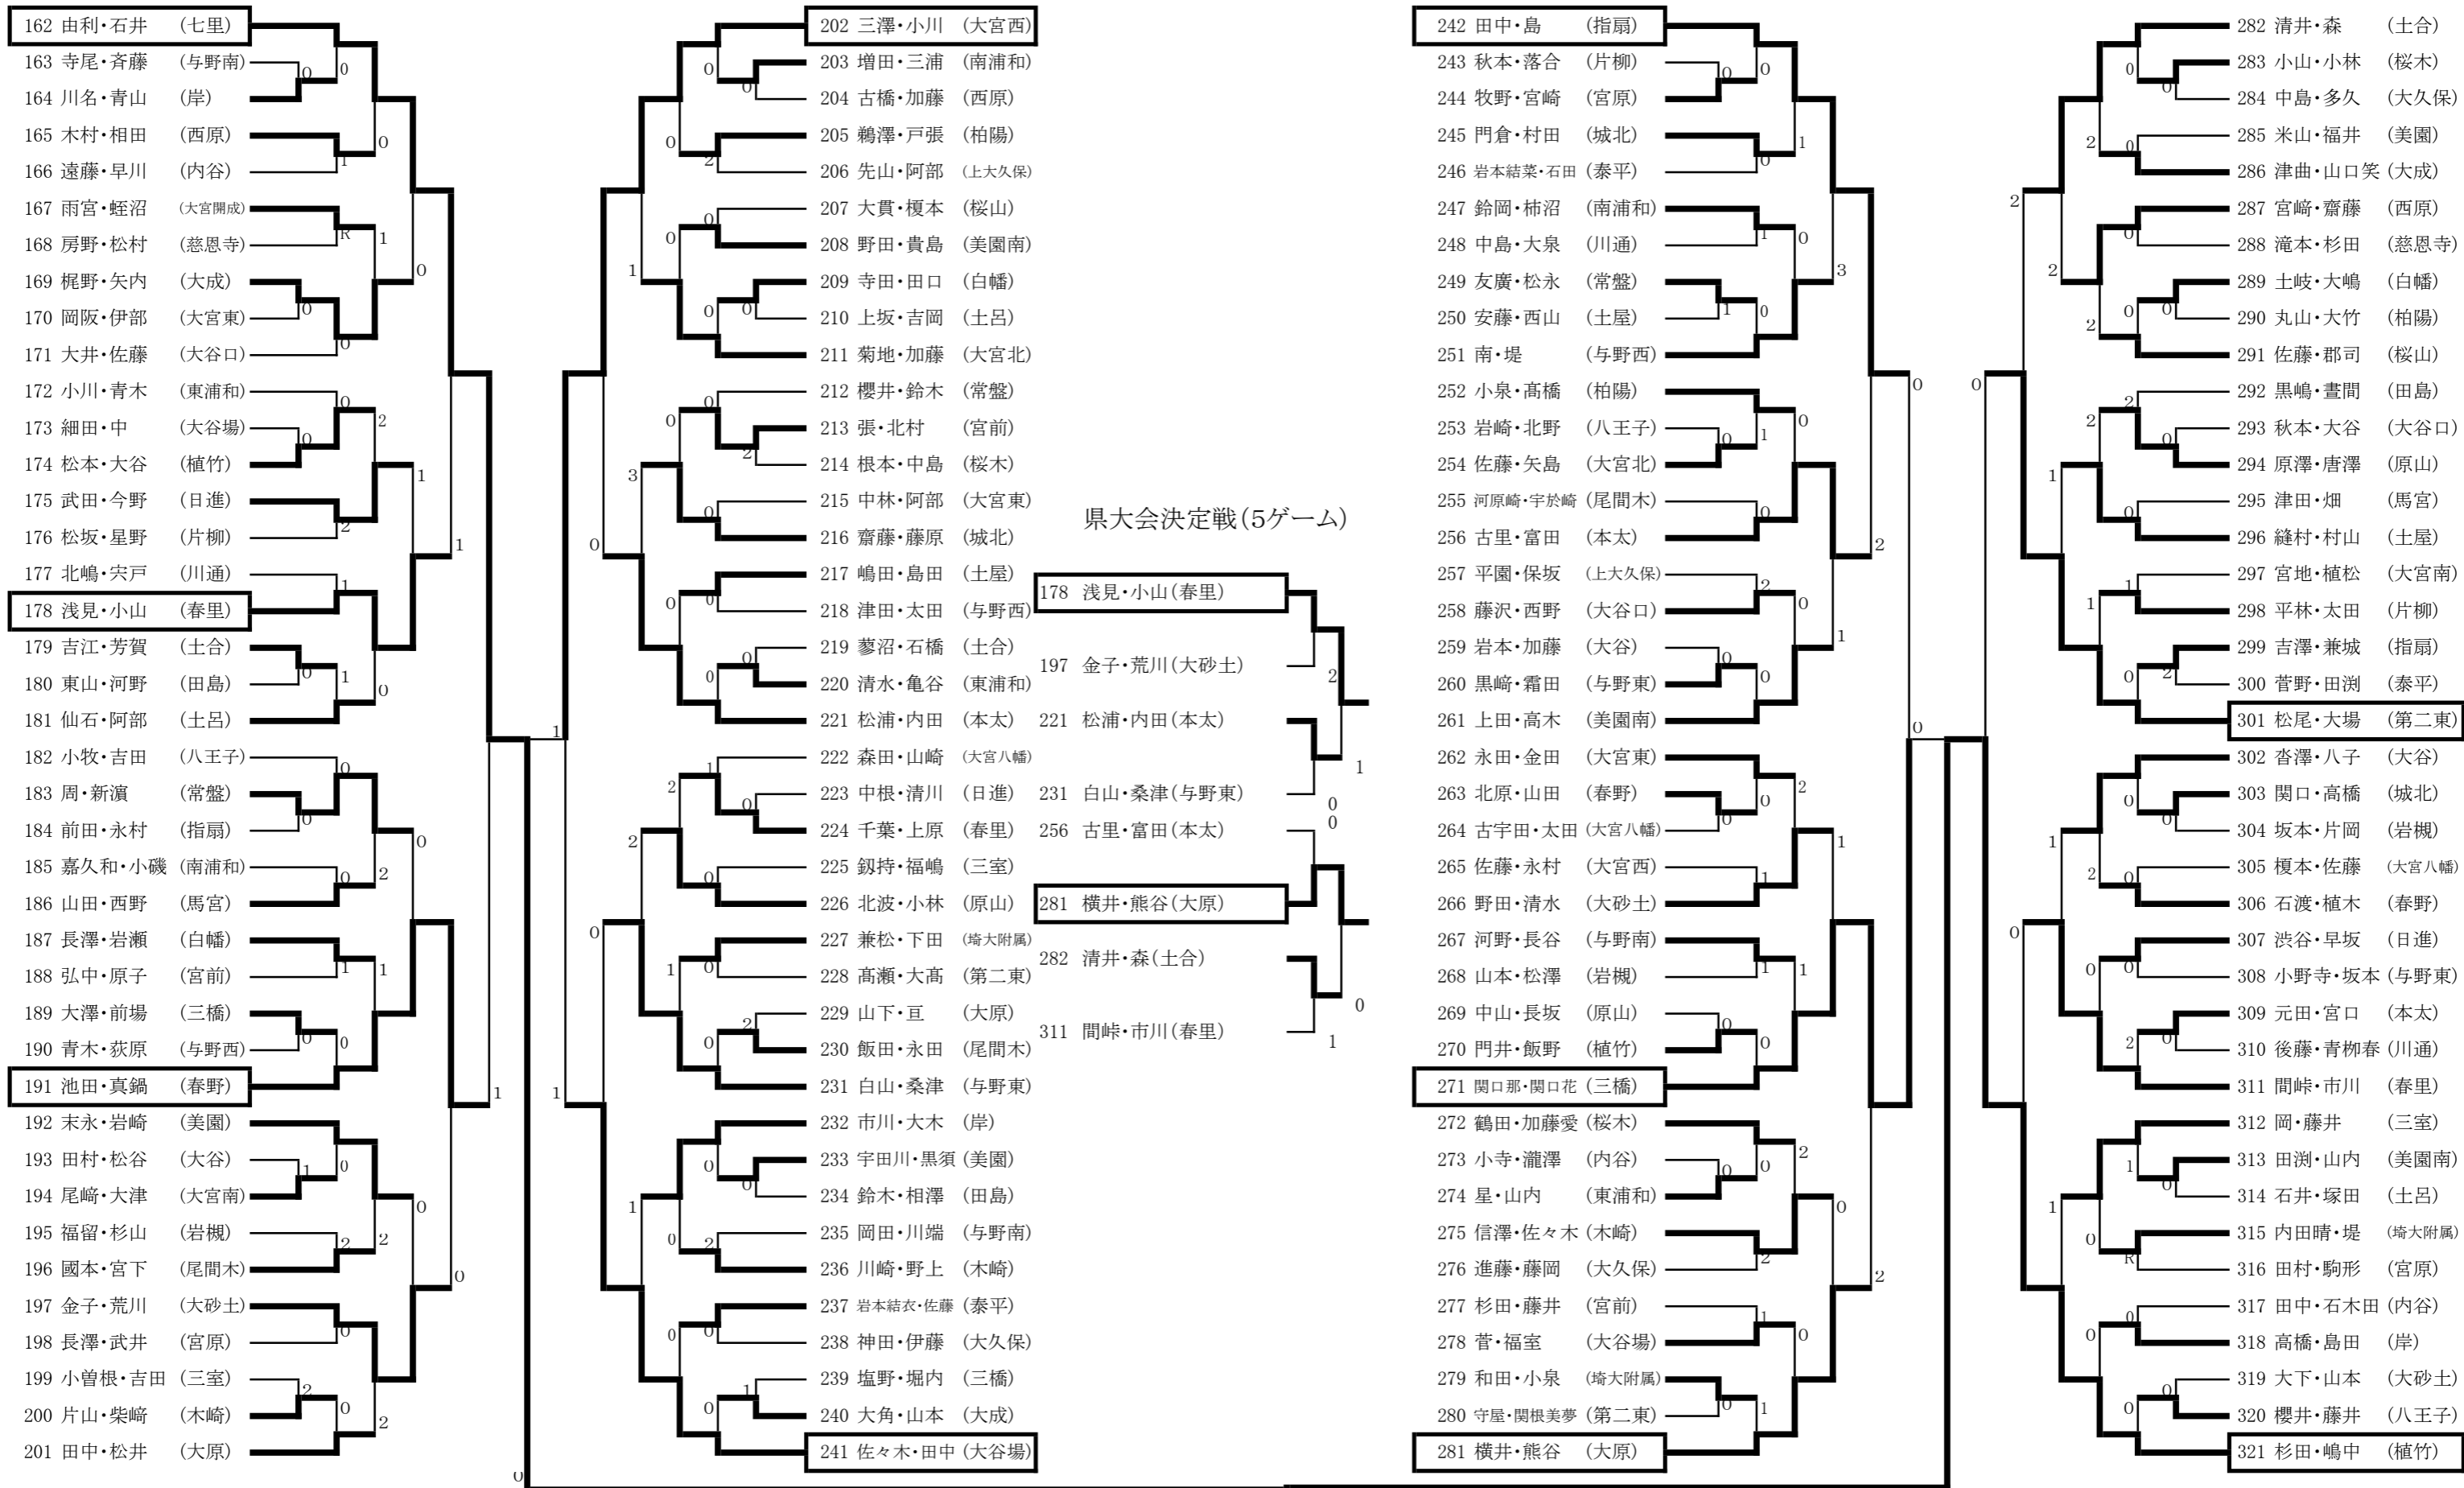 162 由利・石井 (七里)
163 寺尾・斉藤 (与野南)
164 川名・青山 (岸)
165 木村・相田 (西原)
166 遠藤・早川 (内谷)
167 雨宮・蛭沼 (大宮開成)
168 房野・松村 (慈恩寺)
169 梶野・矢内 (大成)
170 岡阪・伊部 (大宮東)
171 大井・佐藤 (大谷口)
172 小川・青木 (東浦和)
173 細田・中 (大谷場)
174 松本・大谷 (植竹)
175 武田・今野 (日進)
176 松坂・星野 (片柳)
177 北嶋・宍戸 (川通)
178 浅見・小山 (春里)
179 吉江・芳賀 (土合)
180 東山・河野 (田島)
181 仙石・阿部 (土呂)
182 小牧・吉田 (八王子)
183 周・新濵 (常盤)
184 前田・永村 (指扇)
185 嘉久和・小磯 (南浦和)
186 山田・西野 (馬宮)
187 長澤・岩瀬 (白幡)
188 弘中・原子 (宮前)
189 大澤・前場 (三橋)
190 青木・荻原 (与野西)
191 池田・真鍋 (春野)
192 末永・岩崎 (美園)
193 田村・松谷 (大谷)
194 尾﨑・大津 (大宮南)
195 福留・杉山 (岩槻)
196 國本・宮下 (尾間木)
197 金子・荒川 (大砂土)
198 長澤・武井 (宮原)
199 小曽根・吉田 (三室)
200 片山・柴﨑 (木崎)
201 田中・松井 (大原)
202 三澤・小川 (大宮西)
203 増田・三浦 (南浦和)
204 古橋・加藤 (西原)
205 鵜澤・戸張 (柏陽)
206 先山・阿部 (上大久保)
207 大貫・榎本 (桜山)
208 野田・貴島 (美園南)
209 寺田・田口 (白幡)
210 上坂・吉岡 (土呂)
211 菊地・加藤 (大宮北)
212 櫻井・鈴木 (常盤)
213 張・北村 (宮前)
214 根本・中島 (桜木)
215 中林・阿部 (大宮東)
216 齋藤・藤原 (城北)
217 嶋田・島田 (土屋)
218 津田・太田 (与野西)
219 蓼沼・石橋 (土合)
220 清水・亀谷 (東浦和)
221 松浦・内田 (本太)
222 森田・山崎 (大宮八幡)
223 中根・清川 (日進)
224 千葉・上原 (春里)
225 釼持・福嶋 (三室)
226 北波・小林 (原山)
227 兼松・下田 (埼大附属)
228 髙瀬・大髙 (第二東)
229 山下・亘 (大原)
230 飯田・永田 (尾間木)
231 白山・桑津 (与野東)
232 市川・大木 (岸)
233 宇田川・黒須 (美園)
234 鈴木・相澤 (田島)
235 岡田・川端 (与野南)
236 川崎・野上 (木崎)
237 岩本結衣・佐藤 (泰平)
238 神田・伊藤 (大久保)
239 塩野・堀内 (三橋)
240 大角・山本 (大成)
241 佐々木・田中 (大谷場)
県大会決定戦(5ゲーム)
178 浅見・小山(春里)
197 金子・荒川(大砂土)
221 松浦・内田(本太)
231 白山・桑津(与野東)
256 古里・富田(本太)
281 横井・熊谷(大原)
282 清井・森(土合)
311 間峠・市川(春里)
242 田中・島 (指扇)
243 秋本・落合 (片柳)
244 牧野・宮崎 (宮原)
245 門倉・村田 (城北)
246 岩本結菜・石田 (泰平)
247 鈴岡・柿沼 (南浦和)
248 中島・大泉 (川通)
249 友廣・松永 (常盤)
250 安藤・西山 (土屋)
251 南・堤 (与野西)
252 小泉・髙橋 (柏陽)
253 岩崎・北野 (八王子)
254 佐藤・矢島 (大宮北)
255 河原崎・宇於崎 (尾間木)
256 古里・富田 (本太)
257 平園・保坂 (上大久保)
258 藤沢・西野 (大谷口)
259 岩本・加藤 (大谷)
260 黒﨑・霜田 (与野東)
261 上田・高木 (美園南)
262 永田・金田 (大宮東)
263 北原・山田 (春野)
264 古宇田・太田 (大宮八幡)
265 佐藤・永村 (大宮西)
266 野田・清水 (大砂土)
267 河野・長谷 (与野南)
268 山本・松澤 (岩槻)
269 中山・長坂 (原山)
270 門井・飯野 (植竹)
271 関口那・関口花 (三橋)
272 鶴田・加藤愛 (桜木)
273 小寺・瀧澤 (内谷)
274 星・山内 (東浦和)
275 信澤・佐々木 (木崎)
276 進藤・藤岡 (大久保)
277 杉田・藤井 (宮前)
278 菅・福室 (大谷場)
279 和田・小泉 (埼大附属)
280 守屋・関根美夢 (第二東)
281 横井・熊谷 (大原)
282 清井・森 (土合)
283 小山・小林 (桜木)
284 中島・多久 (大久保)
285 米山・福井 (美園)
286 津曲・山口笑 (大成)
287 宮﨑・齋藤 (西原)
288 滝本・杉田 (慈恩寺)
289 土岐・大嶋 (白幡)
290 丸山・大竹 (柏陽)
291 佐藤・郡司 (桜山)
292 黒嶋・晝間 (田島)
293 秋本・大谷 (大谷口)
294 原澤・唐澤 (原山)
295 津田・畑 (馬宮)
296 縫村・村山 (土屋)
297 宮地・植松 (大宮南)
298 平林・太田 (片柳)
299 吉澤・兼城 (指扇)
300 菅野・田渕 (泰平)
301 松尾・大場 (第二東)
302 沓澤・八子 (大谷)
303 関口・高橋 (城北)
304 坂本・片岡 (岩槻)
305 榎本・佐藤 (大宮八幡)
306 石渡・植木 (春野)
307 渋谷・早坂 (日進)
308 小野寺・坂本 (与野東)
309 元田・宮口 (本太)
310 後藤・青栁春 (川通)
311 間峠・市川 (春里)
312 岡・藤井 (三室)
313 田渕・山内 (美園南)
314 石井・塚田 (土呂)
315 内田晴・堤 (埼大附属)
316 田村・駒形 (宮原)
317 田中・石木田 (内谷)
318 高橋・島田 (岸)
319 大下・山本 (大砂土)
320 櫻井・藤井 (八王子)
321 杉田・嶋中 (植竹)